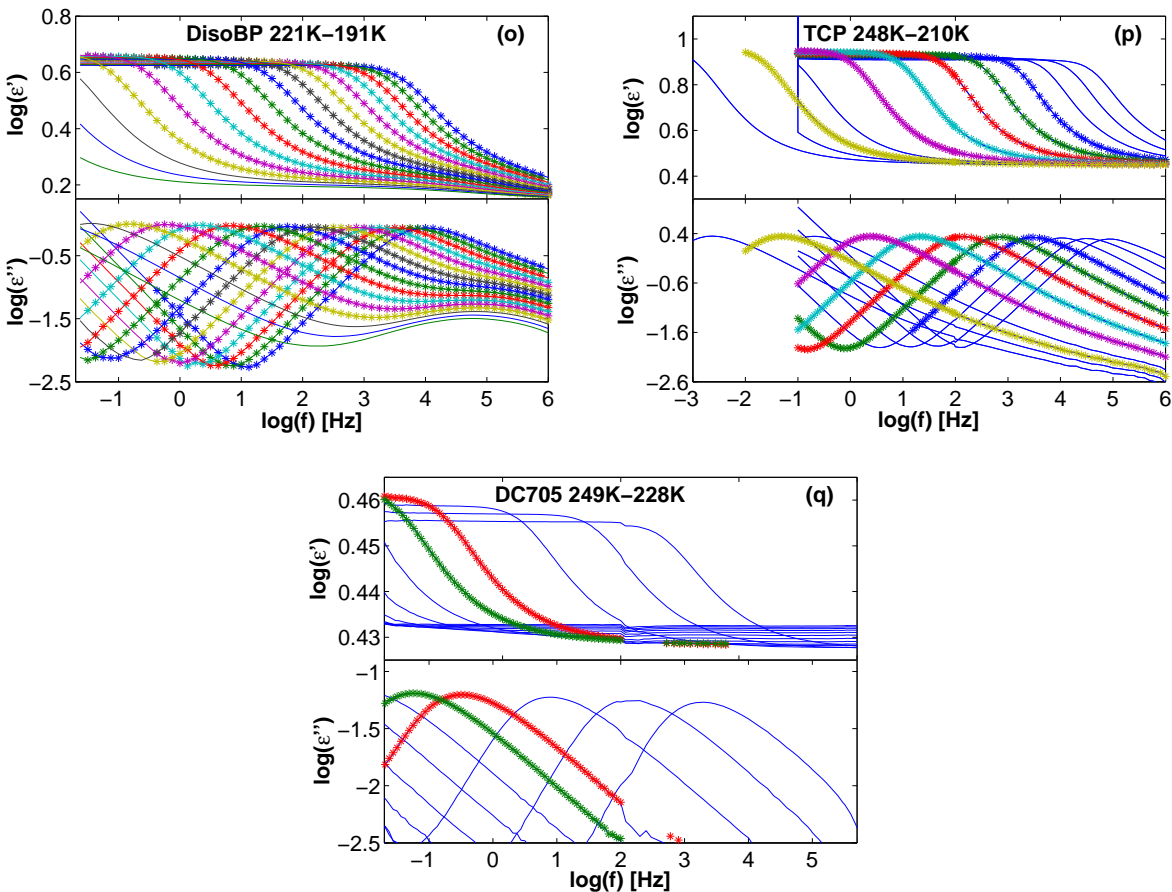 DisoBP 221K−191K
(o)
log(ε')
0.8
0.6
0.4
0.2
log(ε'')
−0.5
−1.5
−2.5
−1 0 1 2 3 4 5 6
log(f) [Hz]
TCP 248K−210K
(p)
log(ε')
1
0.8
0.6
0.4
log(ε'')
0.4
−0.6
−1.6
−2.6
−3 −2 −1 0 1 2 3 4 5 6
log(f) [Hz]
DC705 249K−228K
(q)
log(ε')
0.46
0.45
0.44
0.43
log(ε'')
−1
−1.5
−2
−2.5
−1 0 1 2 3 4 5
log(f) [Hz]